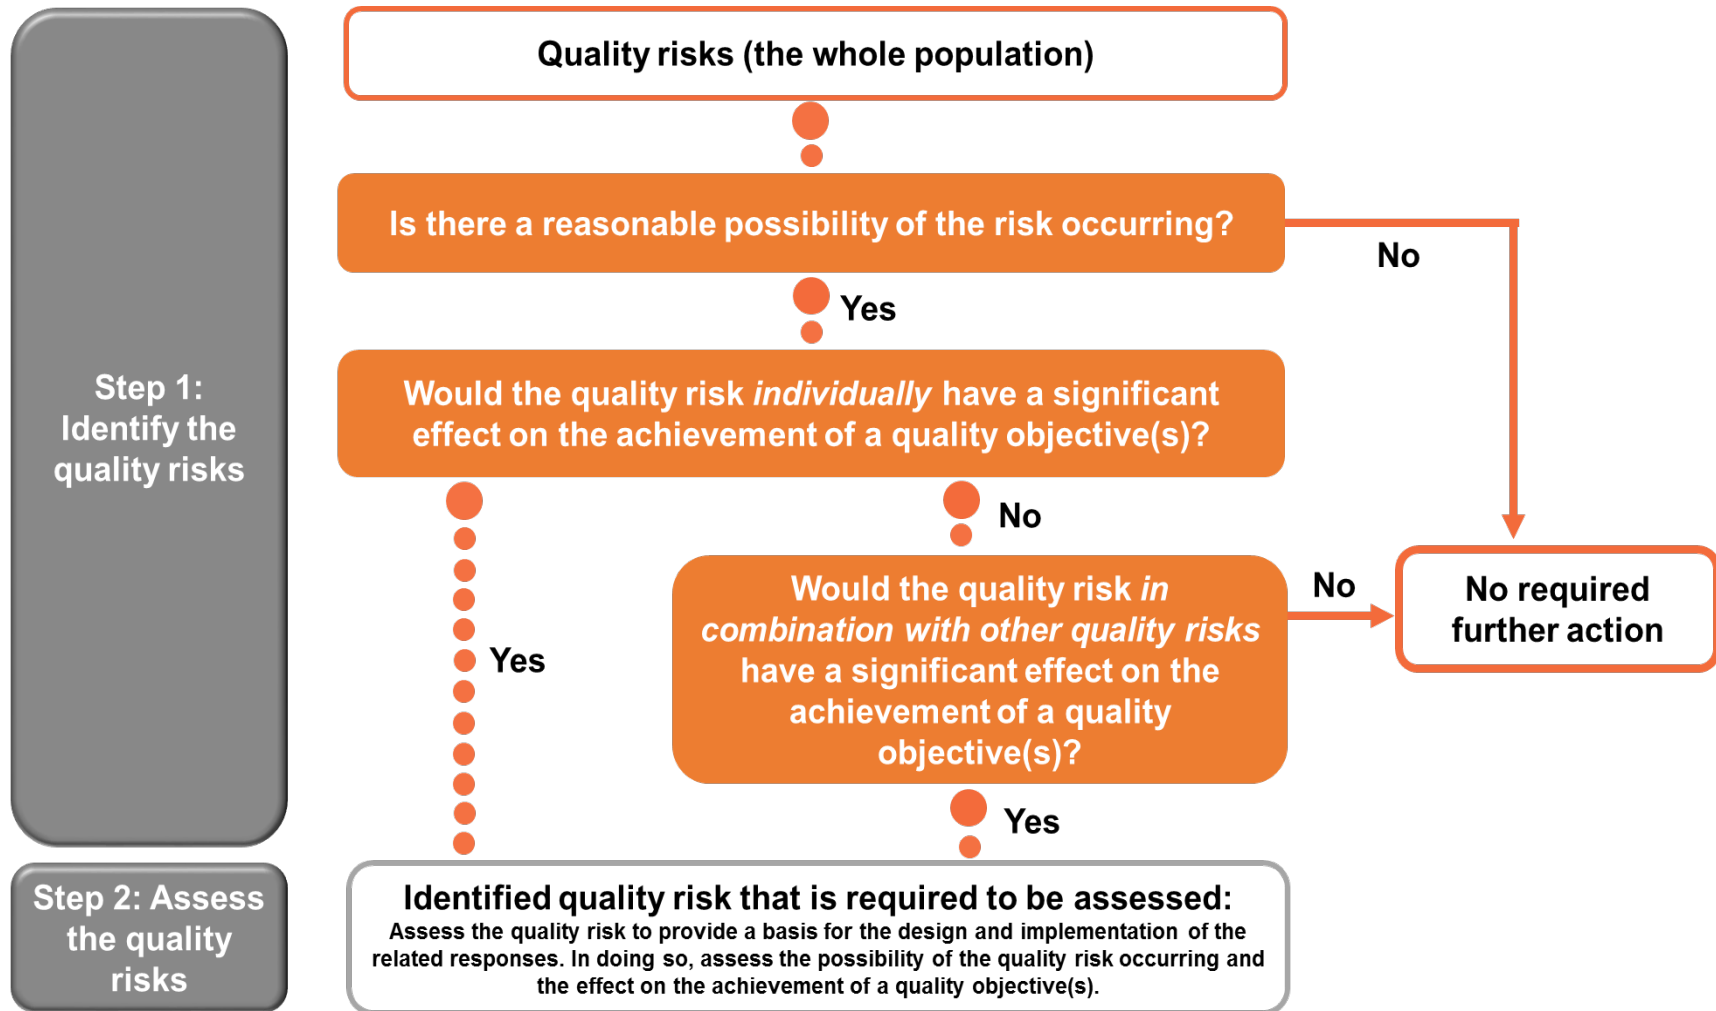 Quality risks (the whole population)
Is there a reasonable possibility of the risk occurring?
No
Yes
Step 1:
Identify the
quality risks
Would the quality risk individually have a significant
effect on the achievement of a quality objective(s)?
No
Yes
Would the quality risk in
combination with other quality risks
have a significant effect on the
achievement of a quality
objective(s)?
No
No required
further action
Yes
Step 2: Assess
the quality
risks
Identified quality risk that is required to be assessed:
Assess the quality risk to provide a basis for the design and implementation of the
related responses. In doing so, assess the possibility of the quality risk occurring and
the effect on the achievement of a quality objective(s).